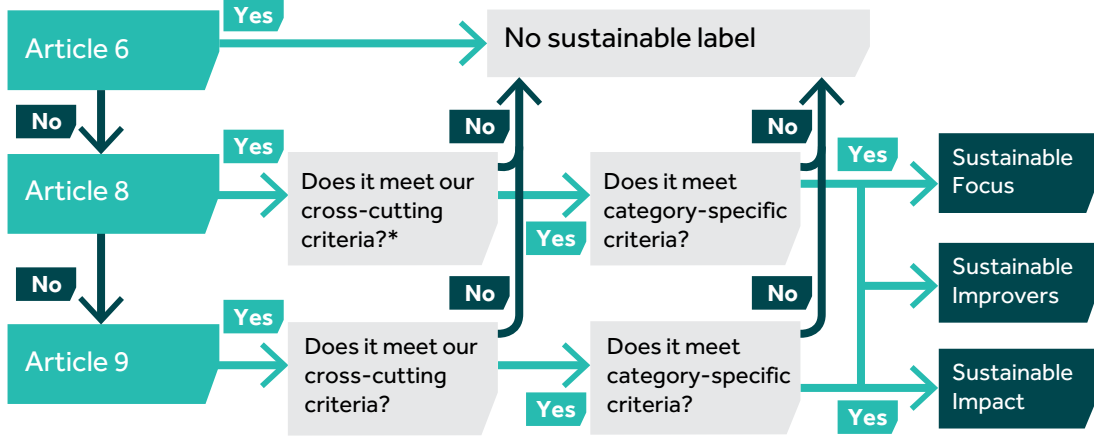 Yes
Article 6
No sustainable label
No
Yes
No
No
Yes
Article 8
Does it meet our
cross-cutting
criteria?*
Yes
Does it meet
category-specific
criteria?
Sustainable
Focus
No
Yes
No
No
Sustainable
Improvers
Article 9
Does it meet our
cross-cutting
criteria?
Yes
Does it meet
category-specific
criteria?
Yes
Sustainable
Impact